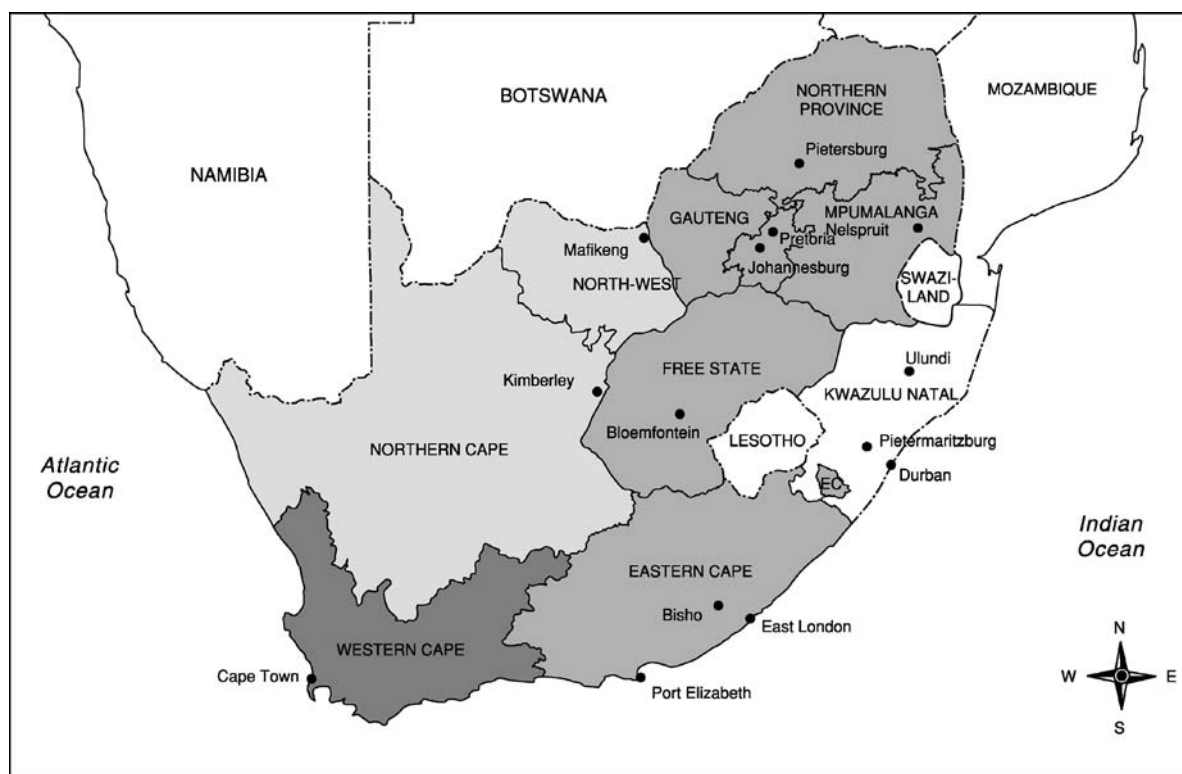 NORTHERN
PROVINCE
MOZAMBIQUE
BOTSWANA
Pietersburg
NAMIBIA
GAUTENG
MPUMALANGA
Nelspruit
Mafikeng
Pretoria
Johannesburg
NORTH-WEST
SWAZI-
LAND
Ulundi
FREE STATE
Kimberley
KWAZULU NATAL
Bloemfontein
LESOTHO
Pietermaritzburg
NORTHERN CAPE
Durban
Atlantic
Ocean
EC
Indian
Ocean
EASTERN CAPE
Bisho
East London
WESTERN CAPE
Cape Town
Port Elizabeth
N
W
E
S